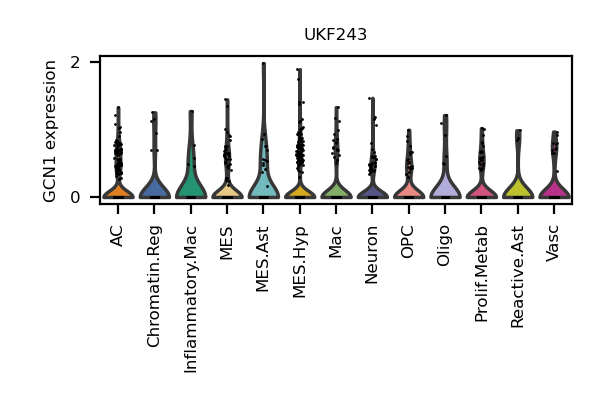 UKF243
GCN1 expression
2
0
AC
Chromatin.Reg
Inflammatory.Mac
MES
MES.Ast
MES.Hyp
Mac
Neuron
OPC
Oligo
Prolif.Metab
Reactive.Ast
Vasc